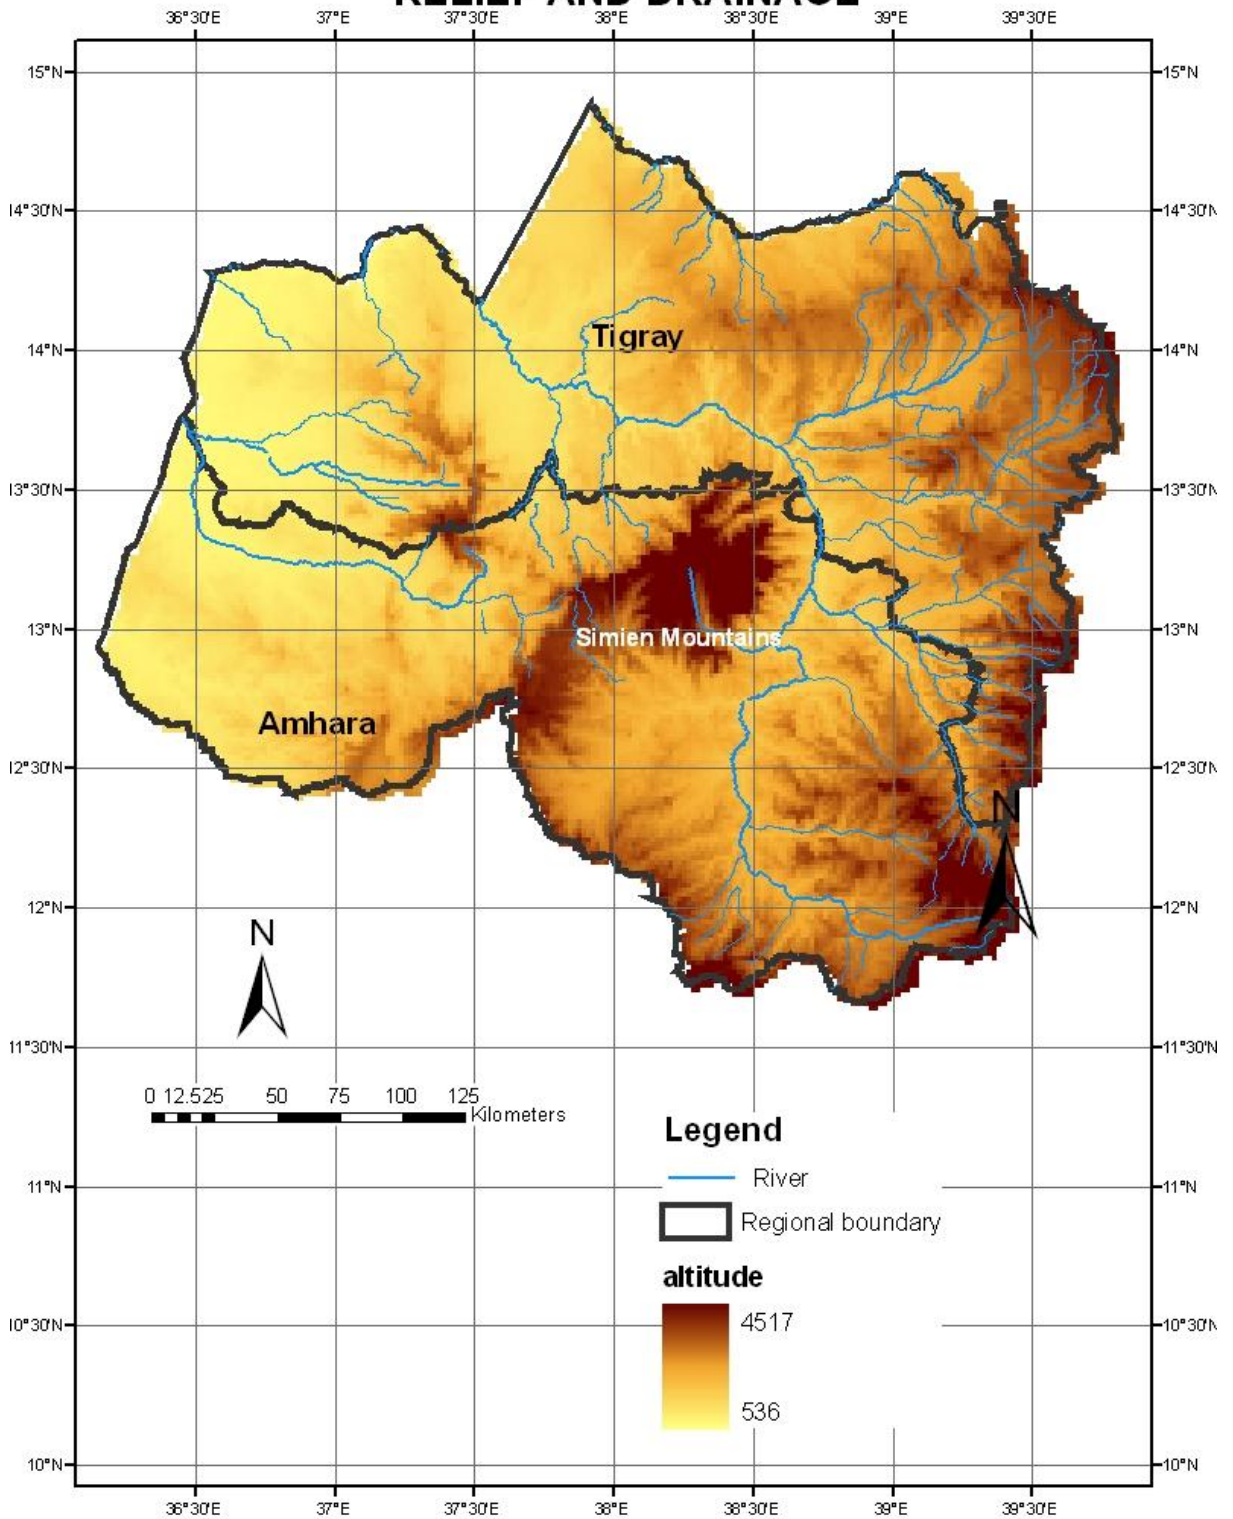 RELIEF AND DRAINAGE
36°30'E 37°E 37°30'E 38°E 38°30'E 39°E 39°30'E
15°N 15°N
14°30'N 14°30'N
Tigray
14°N 14°N
13°30'N 13°30'N
13°N 13°N
Simien Mountains
Amhara
12°30'N 12°30'N
N
12°N 12°N
N
11°30'N 11°30'N
0 12.525 50 75 100 125
Kilometers
Legend
River
11°N 11°N
Regional boundary
altitude
4517
10°30'N 10°30'N
536
10°N 10°N
36°30'E 37°E 37°30'E 38°E 38°30'E 39°E 39°30'E